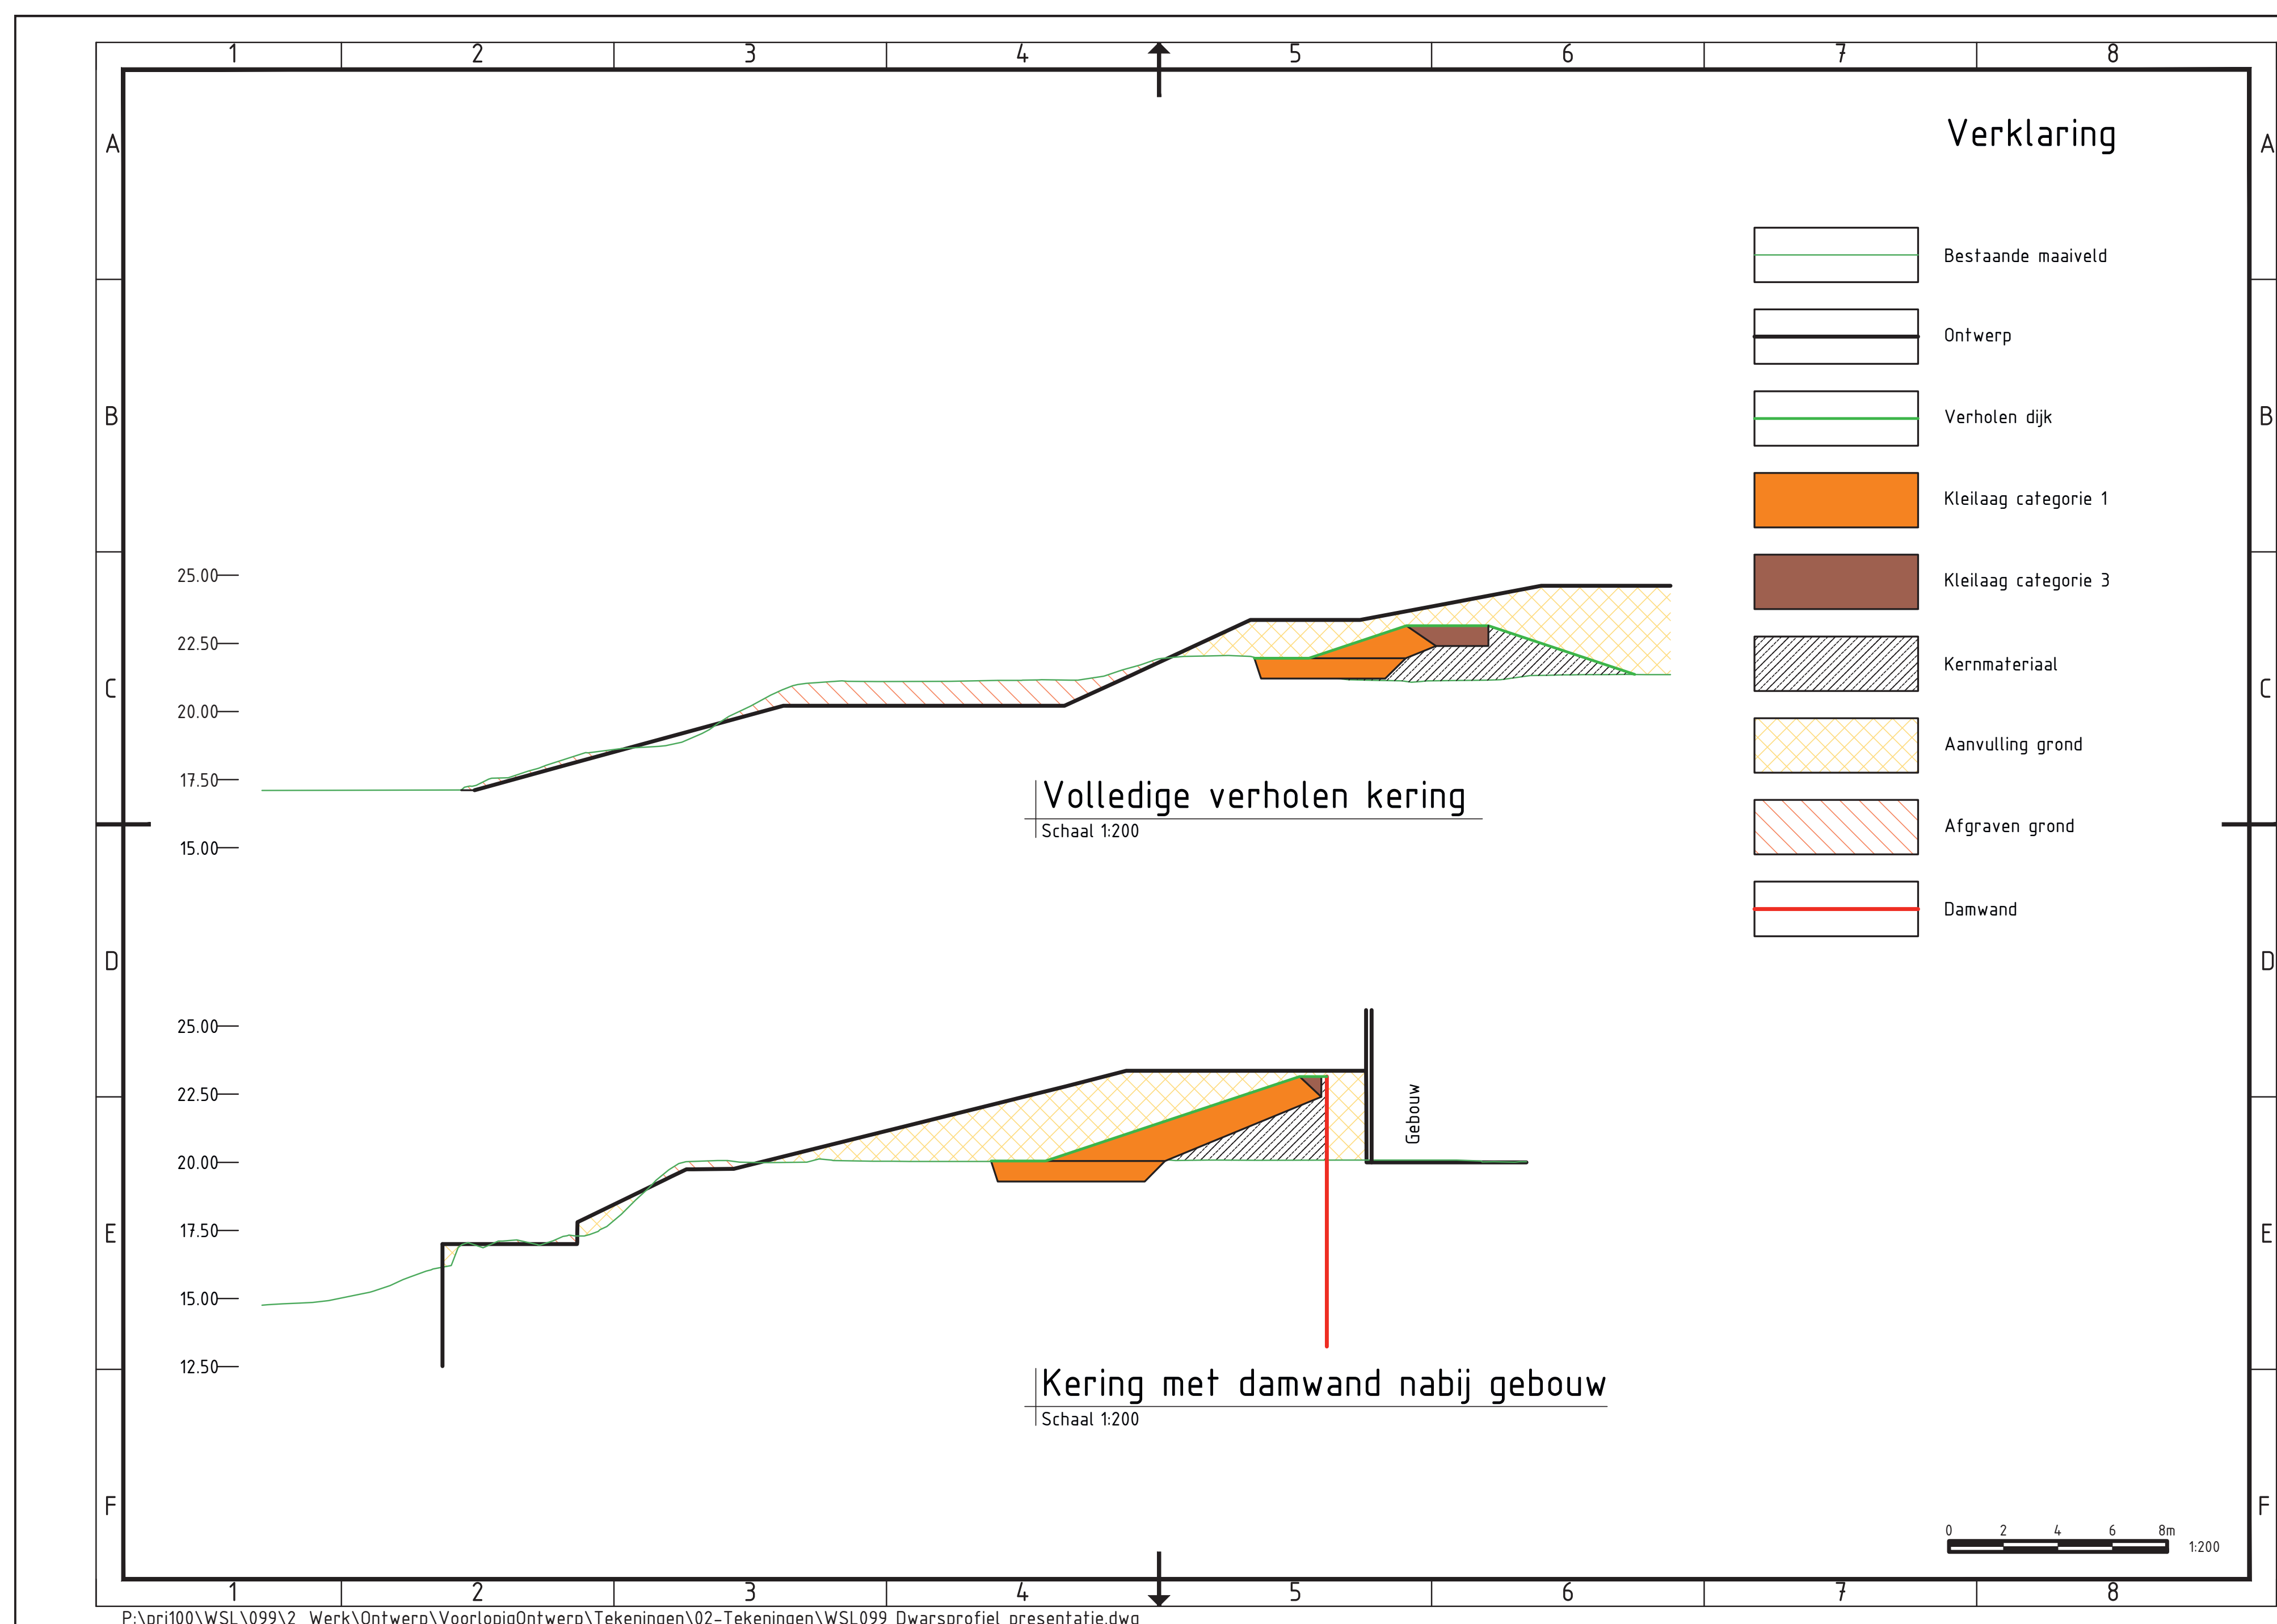 1 2 3 4 5 6 7 8
A A
Verklaring
Bestaande maaiveld
Ontwerp
B Verholen dijk B
Kleilaag categorie 1
Kleilaag categorie 3
Kernmateriaal
Aanvulling grond
Afgraven grond
Damwand
25.00
22.50
C C
20.00
17.50
15.00
Volledige verholen kering
Schaal 1:200
D D
25.00
22.50
20.00
E E
17.50
15.00
12.50
Gebouw
Kering met damwand nabij gebouw
Schaal 1:200
F F
0 2 4 6 8m
1:200
1 2 3 4 5 6 7 8
P:\prj100\WSL\099\2_Werk\Ontwerp\VoorlopigOntwerp\Tekeningen\02-Tekeningen\WSL099_Dwarsprofiel_presentatie.dwg